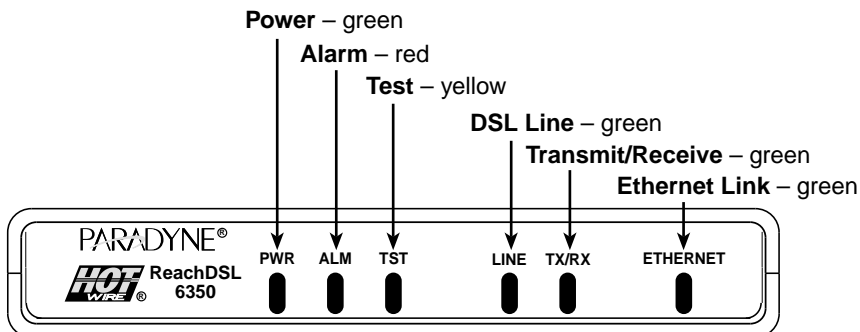 Power – green
Alarm – red
Test – yellow
DSL Line – green
Transmit/Receive – green
Ethernet Link – green
PARADYNE®
PWR ALM TST LINE TX/RX ETHERNET
HOT WIRE ® ReachDSL
6350